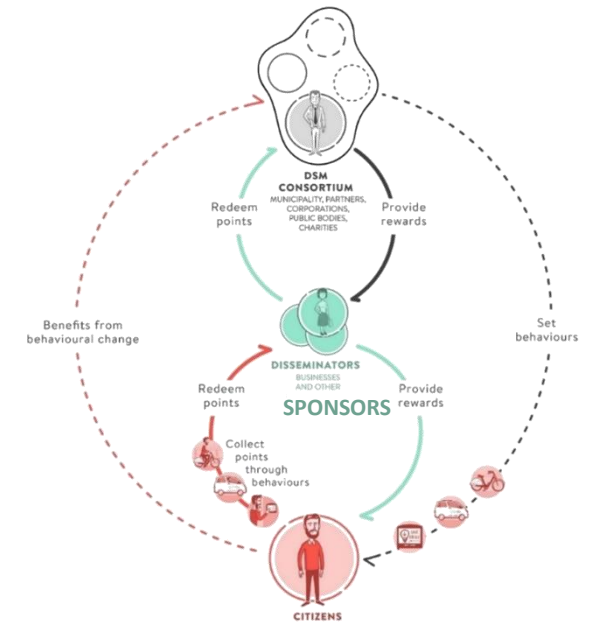 DSM
CONSORTIUM
MUNICIPALITY, PARTNERS,
CORPORATIONS,
PUBLIC BODIES,
CHARITIES
Redeem
points
Provide
rewards
Benefits from
behavioural change
Set
behaviours
DISSEMINATORS
BUSINESSES
AND OTHER
SPONSORS
Redeem
points
Provide
rewards
Collect
points
through
behaviours
CITIZENS